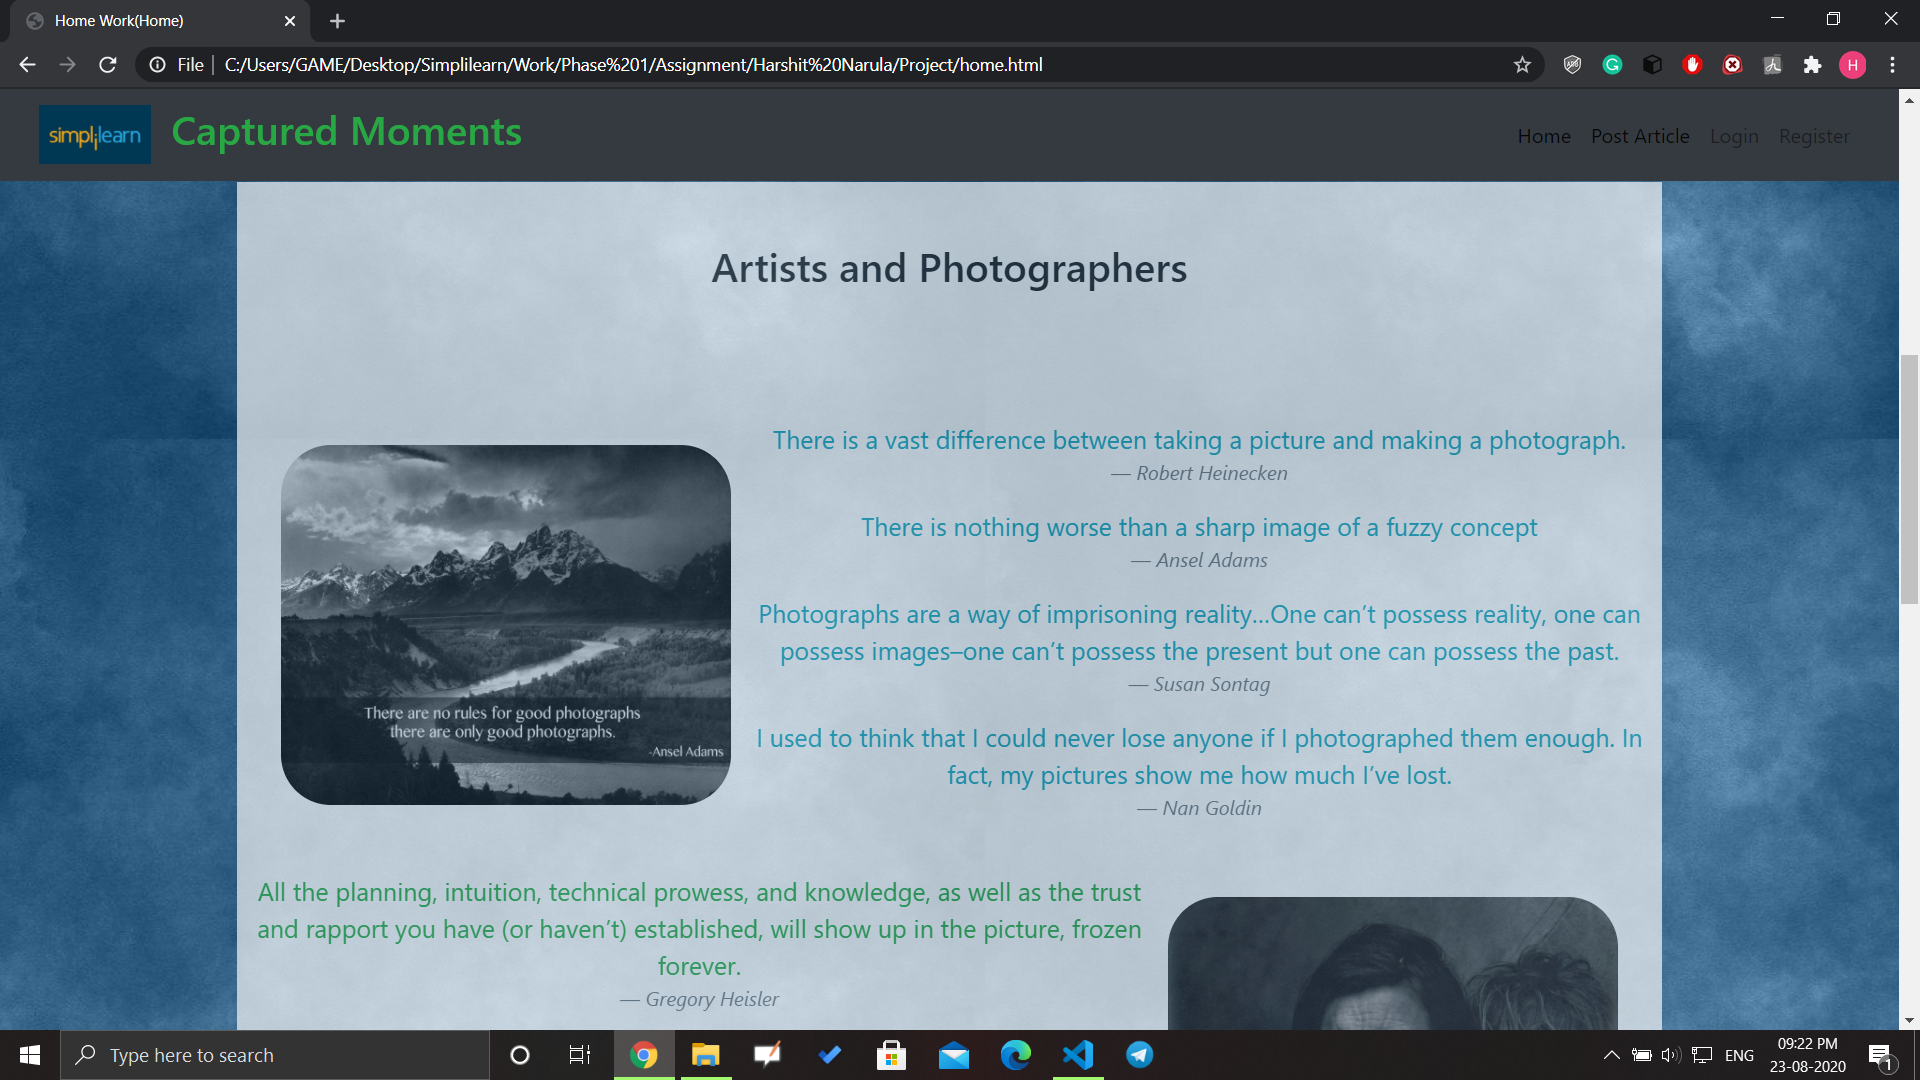 Home Work(Home)
File
C:/Users/GAME/Desktop/Simplilearn/Work/Phase%201/Assignment/Harshit%20Narula/Project/home.html
H
simplilearn
Captured Moments
Home Post Article Login Register
Artists and Photographers
There is a vast difference between taking a picture and making a photograph.
— Robert Heinecken
There is nothing worse than a sharp image of a fuzzy concept
— Ansel Adams
Photographs are a way of imprisoning reality...One can’t possess reality, one can
possess images–one can’t possess the present but one can possess the past.
— Susan Sontag
I used to think that I could never lose anyone if I photographed them enough. In
fact, my pictures show me how much I’ve lost.
— Nan Goldin
There are no rules for good photographs
there are only good photographs.
-Ansel Adams
All the planning, intuition, technical prowess, and knowledge, as well as the trust
and rapport you have (or haven’t) established, will show up in the picture, frozen
forever.
— Gregory Heisler
Type here to search
ENG
09:22 PM
23-08-2020
1